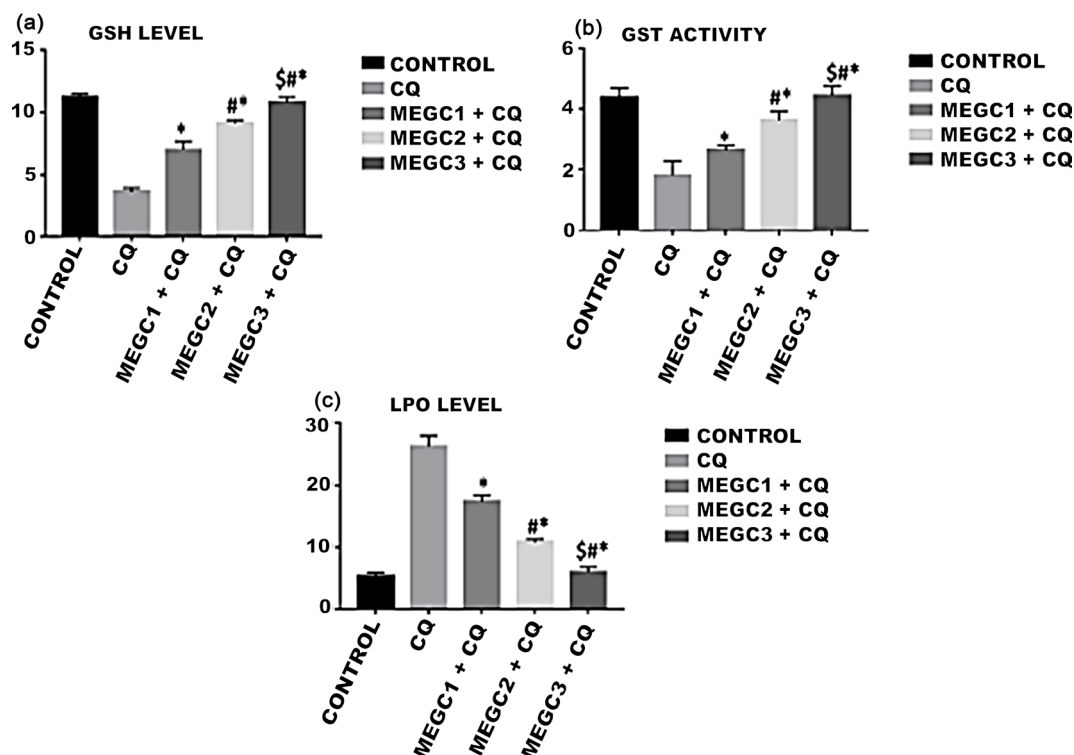 (a)
GSH LEVEL
15
10
5
0
*
#*
$#*
CONTROL
CQ
MEGC1 + CQ
MEGC2 + CQ
MEGC3 + CQ
CONTROL
CQ
MEGC1 + CQ
MEGC2 + CQ
MEGC3 + CQ
(b)
GST ACTIVITY
6
4
2
0
*
#*
$#*
CONTROL
CQ
MEGC1 + CQ
MEGC2 + CQ
MEGC3 + CQ
CONTROL
CQ
MEGC1 + CQ
MEGC2 + CQ
MEGC3 + CQ
(c)
LPO LEVEL
30
20
10
0
*
#*
$#*
CONTROL
CQ
MEGC1 + CQ
MEGC2 + CQ
MEGC3 + CQ
CONTROL
CQ
MEGC1 + CQ
MEGC2 + CQ
MEGC3 + CQ